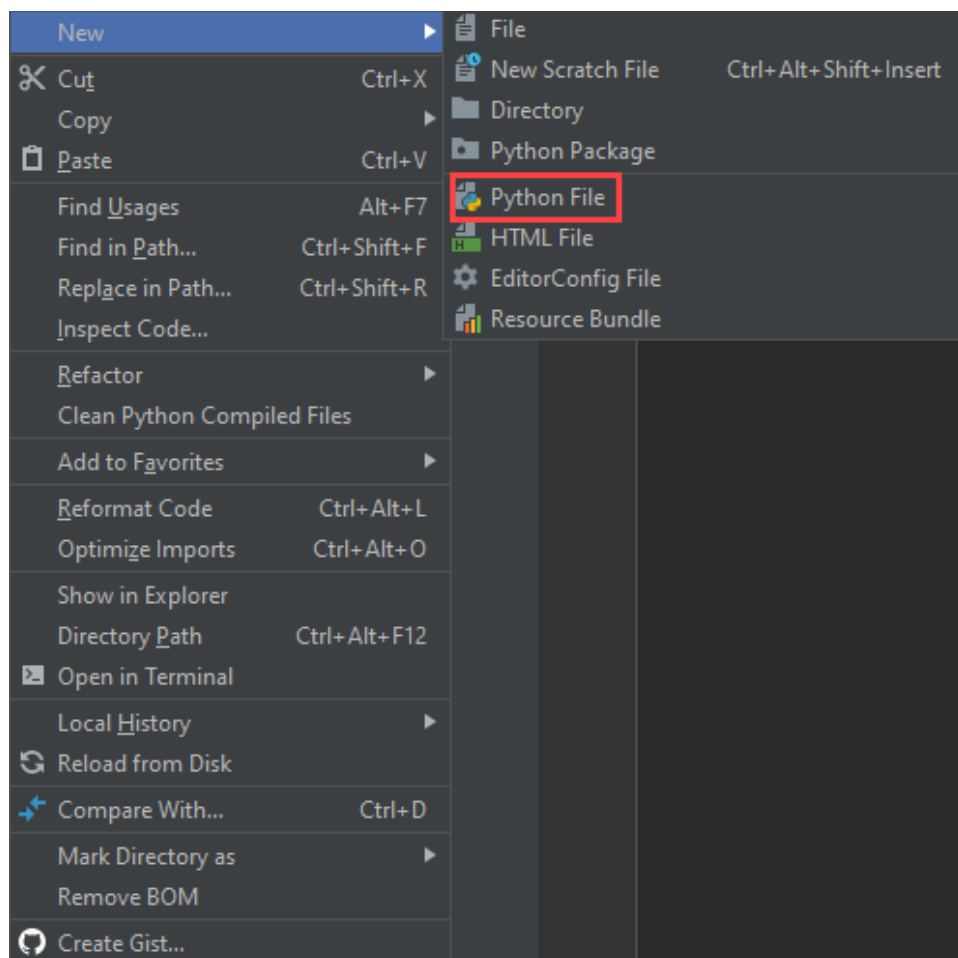 New
Cut Ctrl+X
Copy
Paste Ctrl+V
Find Usages Alt+F7
Find in Path... Ctrl+Shift+F
Replace in Path... Ctrl+Shift+R
Inspect Code...
Refactor
Clean Python Compiled Files
Add to Favorites
Reformat Code Ctrl+Alt+L
Optimize Imports Ctrl+Alt+O
Show in Explorer
Directory Path Ctrl+Alt+F12
Open in Terminal
Local History
Reload from Disk
Compare With... Ctrl+D
Mark Directory as
Remove BOM
Create Gist...
File
New Scratch File Ctrl+Alt+Shift+Insert
Directory
Python Package
Python File
H HTML File
EditorConfig File
Resource Bundle